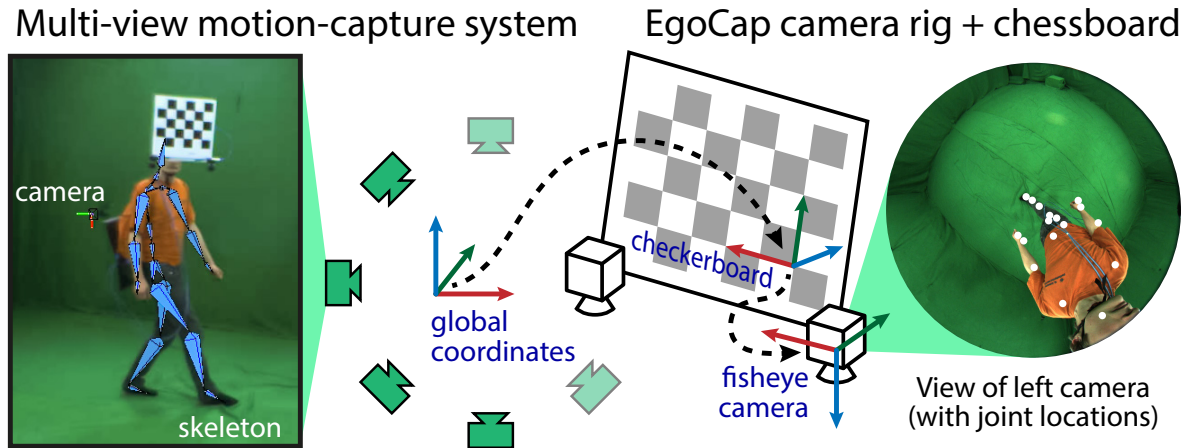 Multi-view motion-capture system
EgoCap camera rig + chessboard
camera
skeleton
global
coordinates
checkerboard
fisheye
camera
View of left camera
(with joint locations)